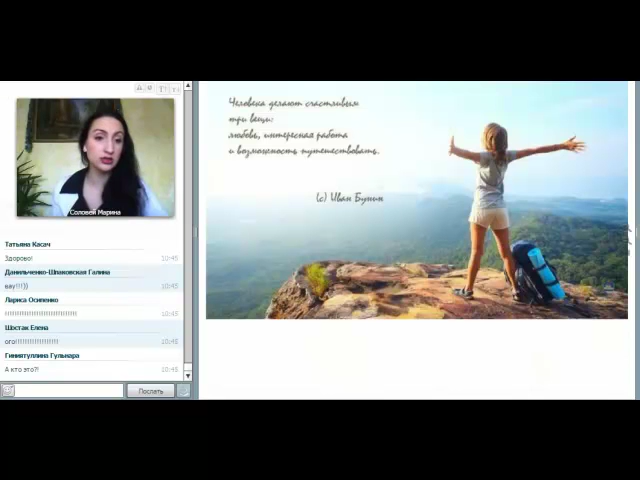 Человека делают счастливым
три вещи:
любовь, интересная работа
и возможность путешествовать.
(с) Иван Бунин
Соловей Марина
Татьяна Касач
Здорово!
10:45
Данильченко-Шпаковская Галина
вау!!!))
10:45
Лариса Осипенко
10:45
Шостак Елена
10:45
Гиниятуллина Гульнара
А кто это?!
10:45
Послать